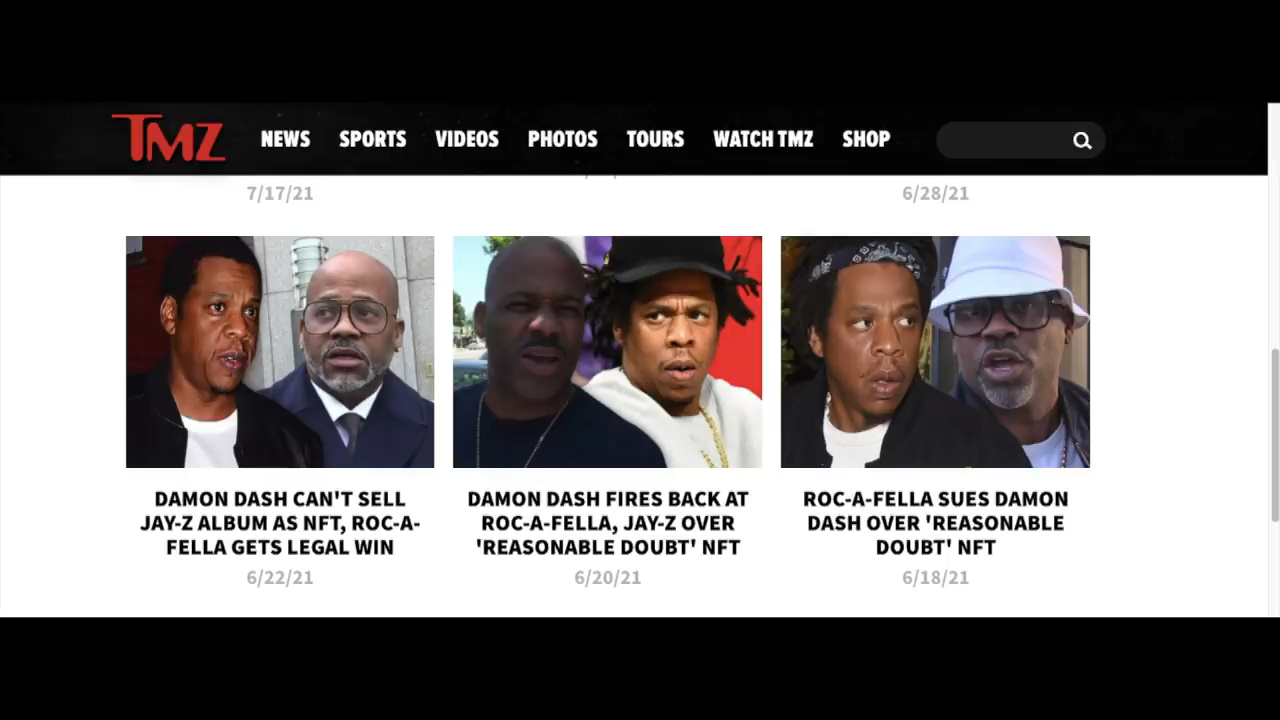 TMZ NEWS SPORTS VIDEOS PHOTOS TOURS WATCH TMZ SHOP
7/17/21
6/28/21
DAMON DASH CAN'T SELL
JAY-Z ALBUM AS NFT, ROC-A-
FELLA GETS LEGAL WIN
6/22/21
DAMON DASH FIRES BACK AT
ROC-A-FELLA, JAY-Z OVER
'REASONABLE DOUBT' NFT
6/20/21
ROC-A-FELLA SUES DAMON
DASH OVER 'REASONABLE
DOUBT' NFT
6/18/21